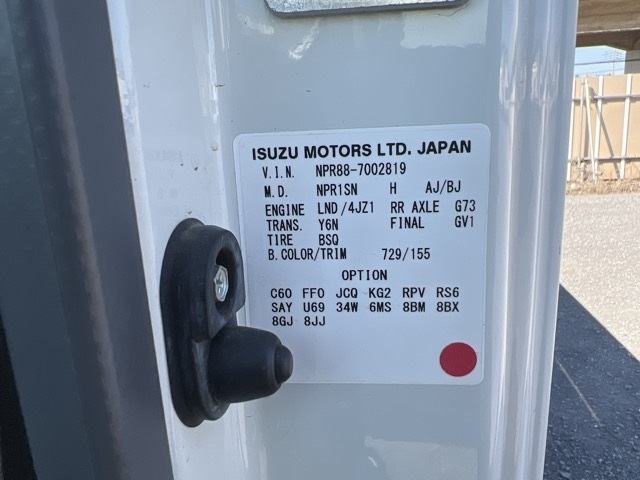 ISUZU MOTORS LTD. JAPAN
V.I.N. NPR88-7002819
M.D. NPR1SN H AJ/BJ
ENGINE LND/4JZ1 RR AXLE G73
TRANS. Y6N FINAL GV1
TIRE BSQ
B.COLOR/TRIM 729/155
OPTION
C60 FF0 JCQ KG2 RPV RS6
SAY U69 34W 6MS 8BM 8BX
8GJ 8JJ